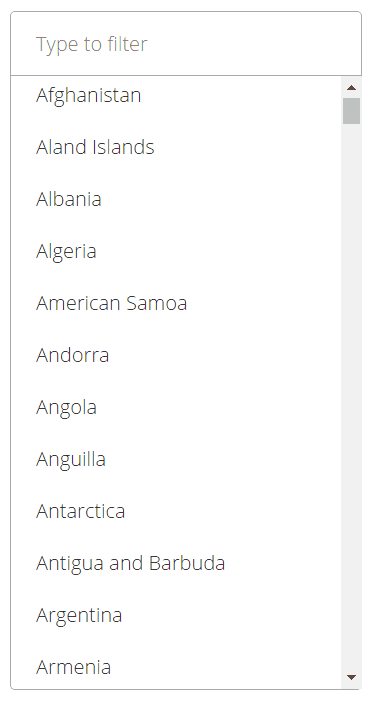 Type to filter
Afghanistan
Aland Islands
Albania
Algeria
American Samoa
Andorra
Angola
Anguilla
Antarctica
Antigua and Barbuda
Argentina
Armenia